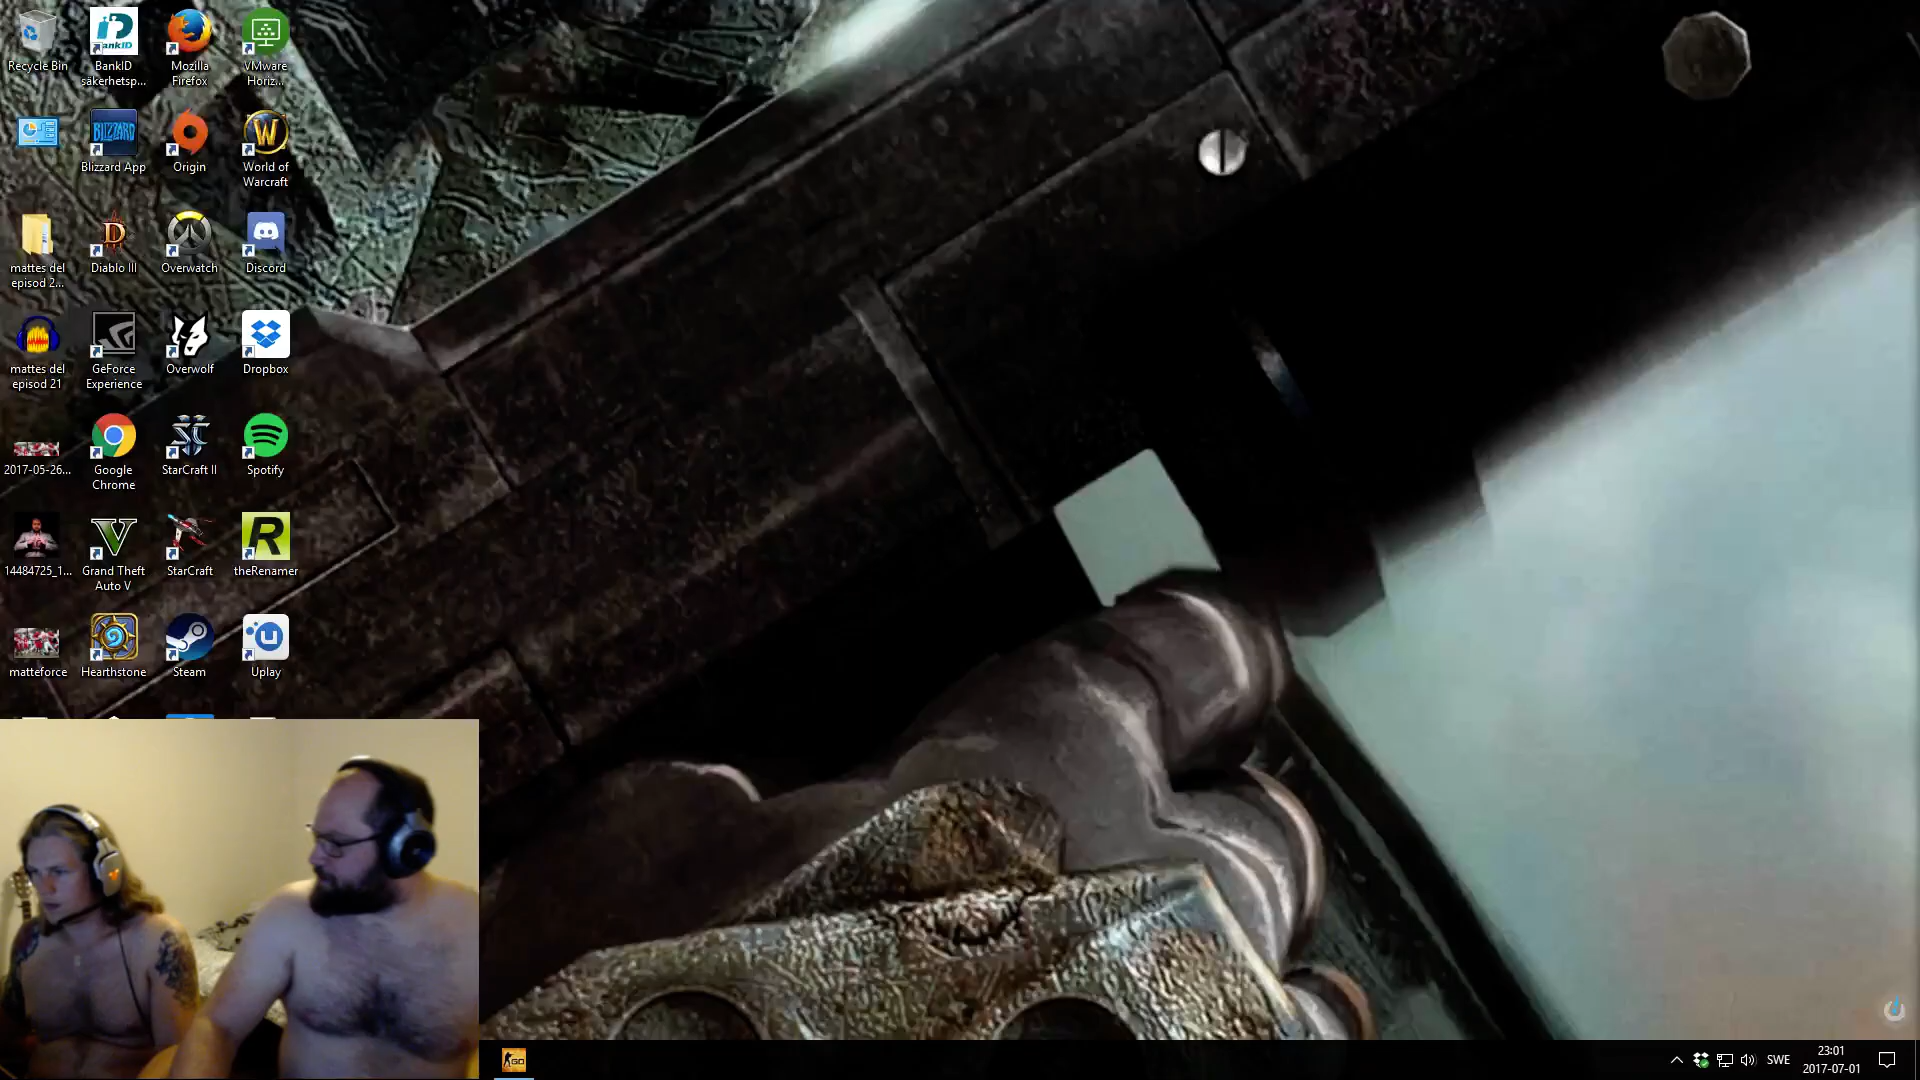 Recycle Bin
BankID
säkerhetsp...
Mozilla
Firefox
VMware
Horiz...
Blizzard App
Origin
World of
Warcraft
mattes del
episod 2...
Diablo III
Overwatch
Discord
mattes del
episod 21
GeForce
Experience
Overwolf
Dropbox
2017-05-26...
Google
Chrome
StarCraft II
Spotify
14484725_1...
Grand Theft
Auto V
StarCraft
theRenamer
matteforce
Hearthstone
Steam
Uplay
SWE
23:01
2017-07-01